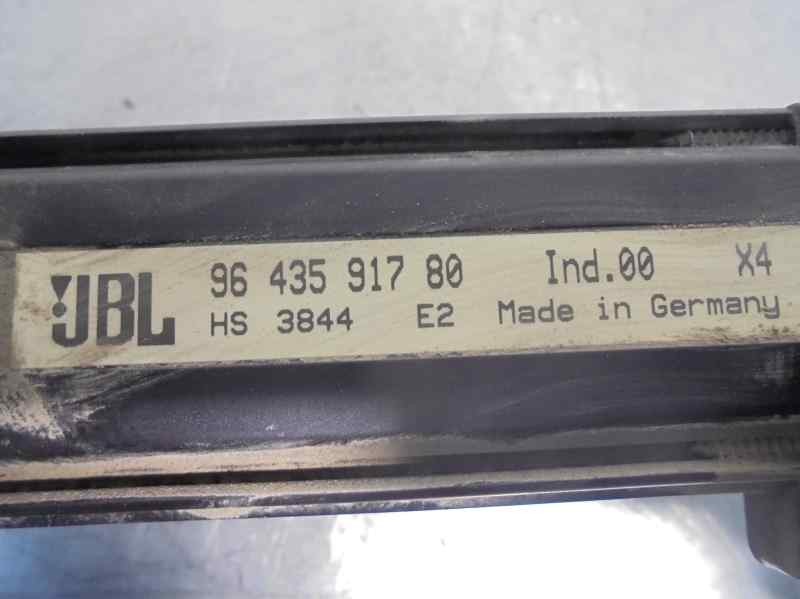 JBL 96 435 917 80 Ind.00 X4
HS 3844 E2 Made in Germany